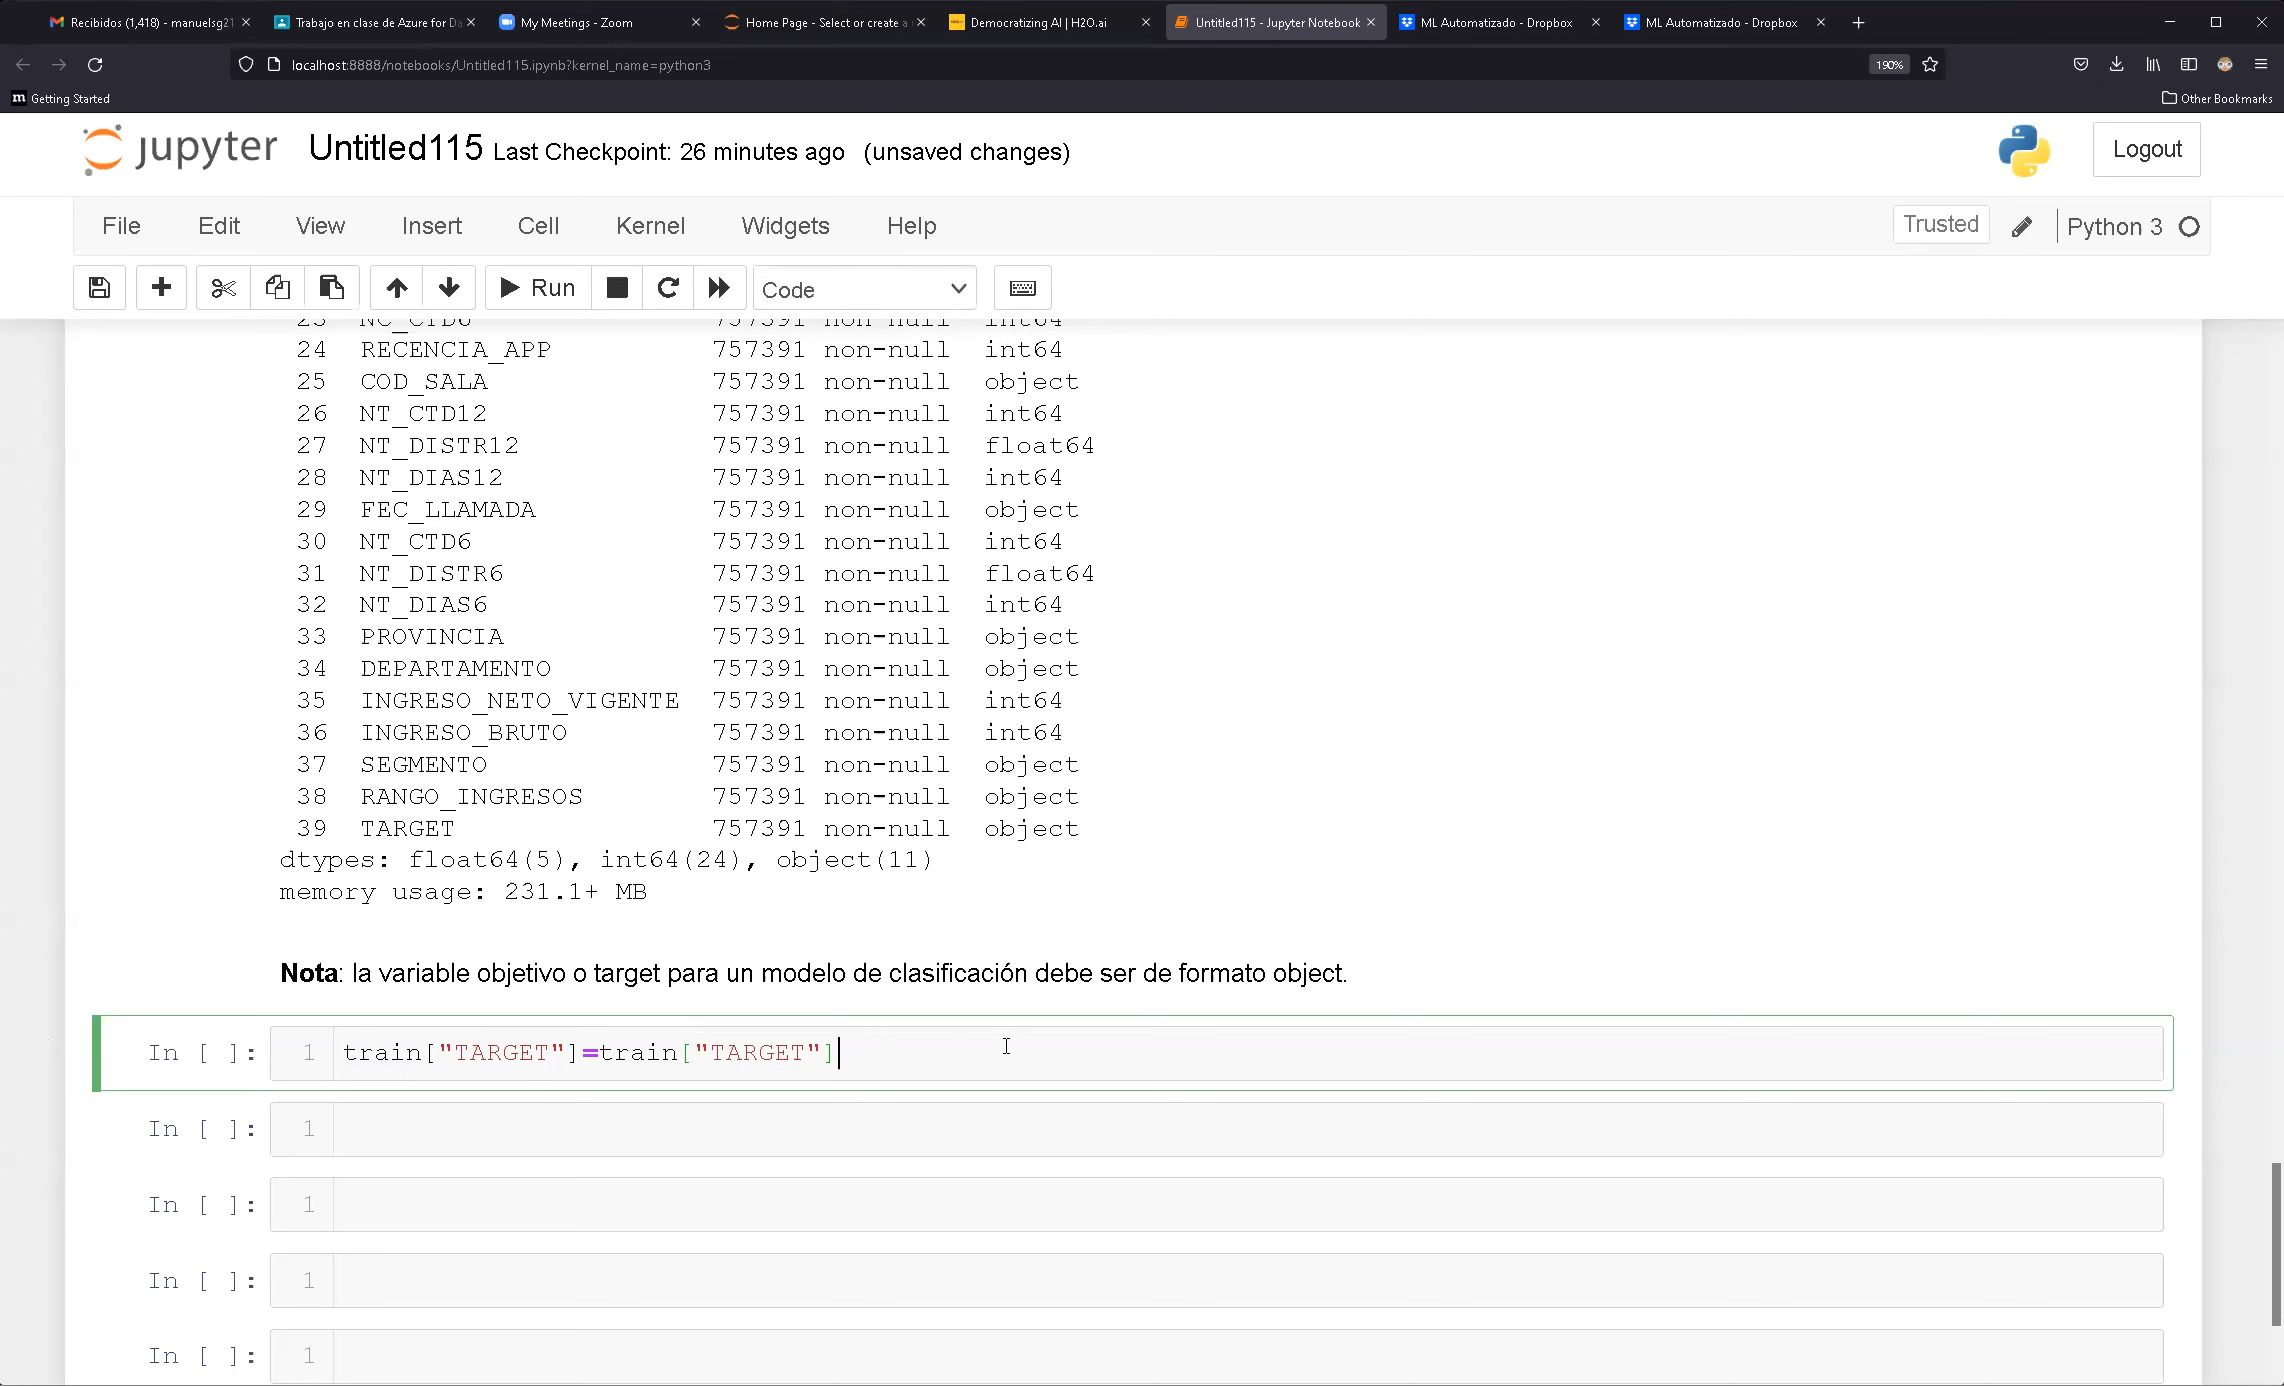 Recibidos (1,418) - manuelsg21
Trabajo en clase de Azure for Da
My Meetings - Zoom
Home Page - Select or create a
Democratizing AI | H2O.ai
Untitled115 - Jupyter Notebook
ML Automatizado - Dropbox
ML Automatizado - Dropbox
localhost:8888/notebooks/Untitled115.ipynb?kernel_name=python3
190%
m Getting Started
Other Bookmarks
jupyter Untitled115 Last Checkpoint: 26 minutes ago (unsaved changes)
Logout
File Edit View Insert Cell Kernel Widgets Help
Trusted Python 3
Run Code
23 NC_CTD6 757391 non-null int64
24 RECENCIA_APP 757391 non-null int64
25 COD_SALA 757391 non-null object
26 NT_CTD12 757391 non-null int64
27 NT_DISTR12 757391 non-null float64
28 NT_DIAS12 757391 non-null int64
29 FEC_LLAMADA 757391 non-null object
30 NT_CTD6 757391 non-null int64
31 NT_DISTR6 757391 non-null float64
32 NT_DIAS6 757391 non-null int64
33 PROVINCIA 757391 non-null object
34 DEPARTAMENTO 757391 non-null object
35 INGRESO_NETO_VIGENTE 757391 non-null int64
36 INGRESO_BRUTO 757391 non-null int64
37 SEGMENTO 757391 non-null object
38 RANGO_INGRESOS 757391 non-null object
39 TARGET 757391 non-null object
dtypes: float64(5), int64(24), object(11)
memory usage: 231.1+ MB
Nota: la variable objetivo o target para un modelo de clasificación debe ser de formato object.
In [ ]: 1 train["TARGET"]=train["TARGET"]
In [ ]: 1
In [ ]: 1
In [ ]: 1
In [ ]: 1